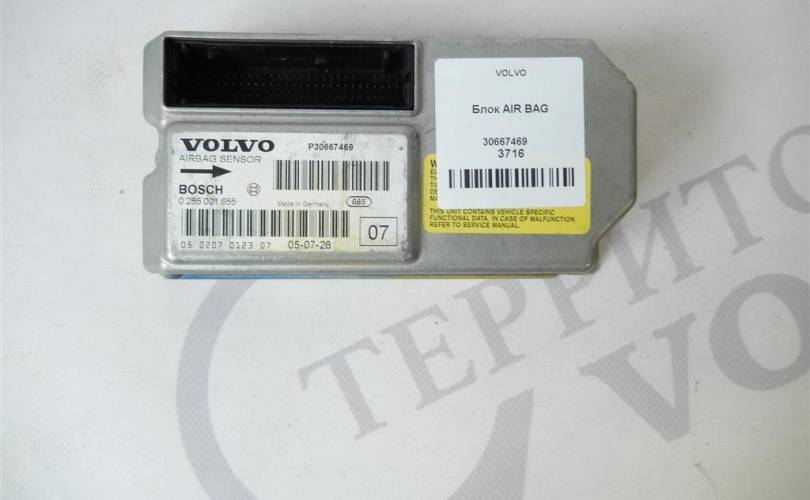 VOLVO
AIRBAG SENSOR
P30667469
BOSCH
0 285 001 655
Made in Germany
085
07
05 0207 0123 07
05-07-26
VOLVO
Блок AIR BAG
30667469
3716
THIS UNIT CONTAINS VEHICLE SPECIFIC
FUNCTIONAL DATA. IN CASE OF MALFUNCTION,
REFER TO SERVICE MANUAL.
ТЕРРИТО
VO